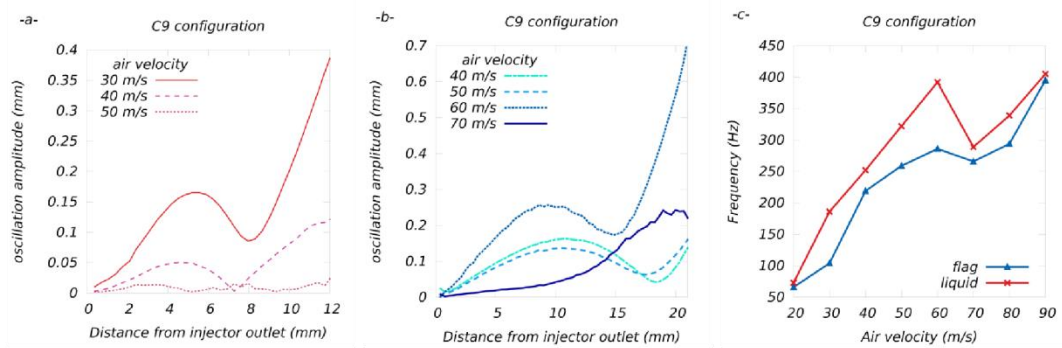 -a-
C9 configuration
oscillation amplitude (mm)
0.4
0.35
0.3
0.25
0.2
0.15
0.1
0.05
0
air velocity
30 m/s
40 m/s
50 m/s
0 2 4 6 8 10 12
Distance from injector outlet (mm)
-b-
C9 configuration
oscillation amplitude (mm)
0.7
0.6
0.5
0.4
0.3
0.2
0.1
0
air velocity
40 m/s
50 m/s
60 m/s
70 m/s
0 5 10 15 20
Distance from injector outlet (mm)
-c-
C9 configuration
Frequency (Hz)
450
400
350
300
250
200
150
100
50
flag
liquid
20 30 40 50 60 70 80 90
Air velocity (m/s)